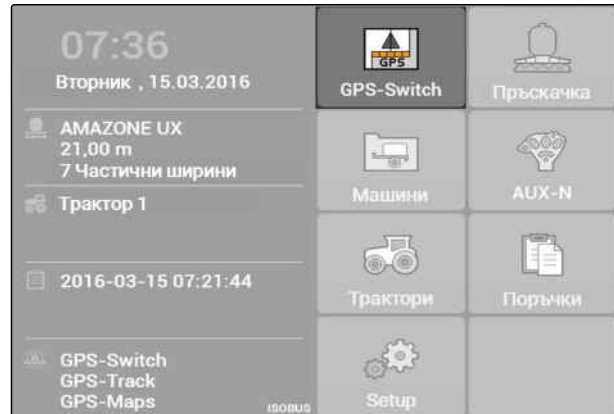 07:36
Вторник , 15.03.2016
AMAZONE UX
21,00 m
7 Частични ширини
Трактор 1
2016-03-15 07:21:44
GPS-Switch
GPS-Track
GPS-Maps
ISOBUS
GPS
GPS-Switch
Пръскачка
Машини
AUX-N
Трактори
Поръчки
Setup